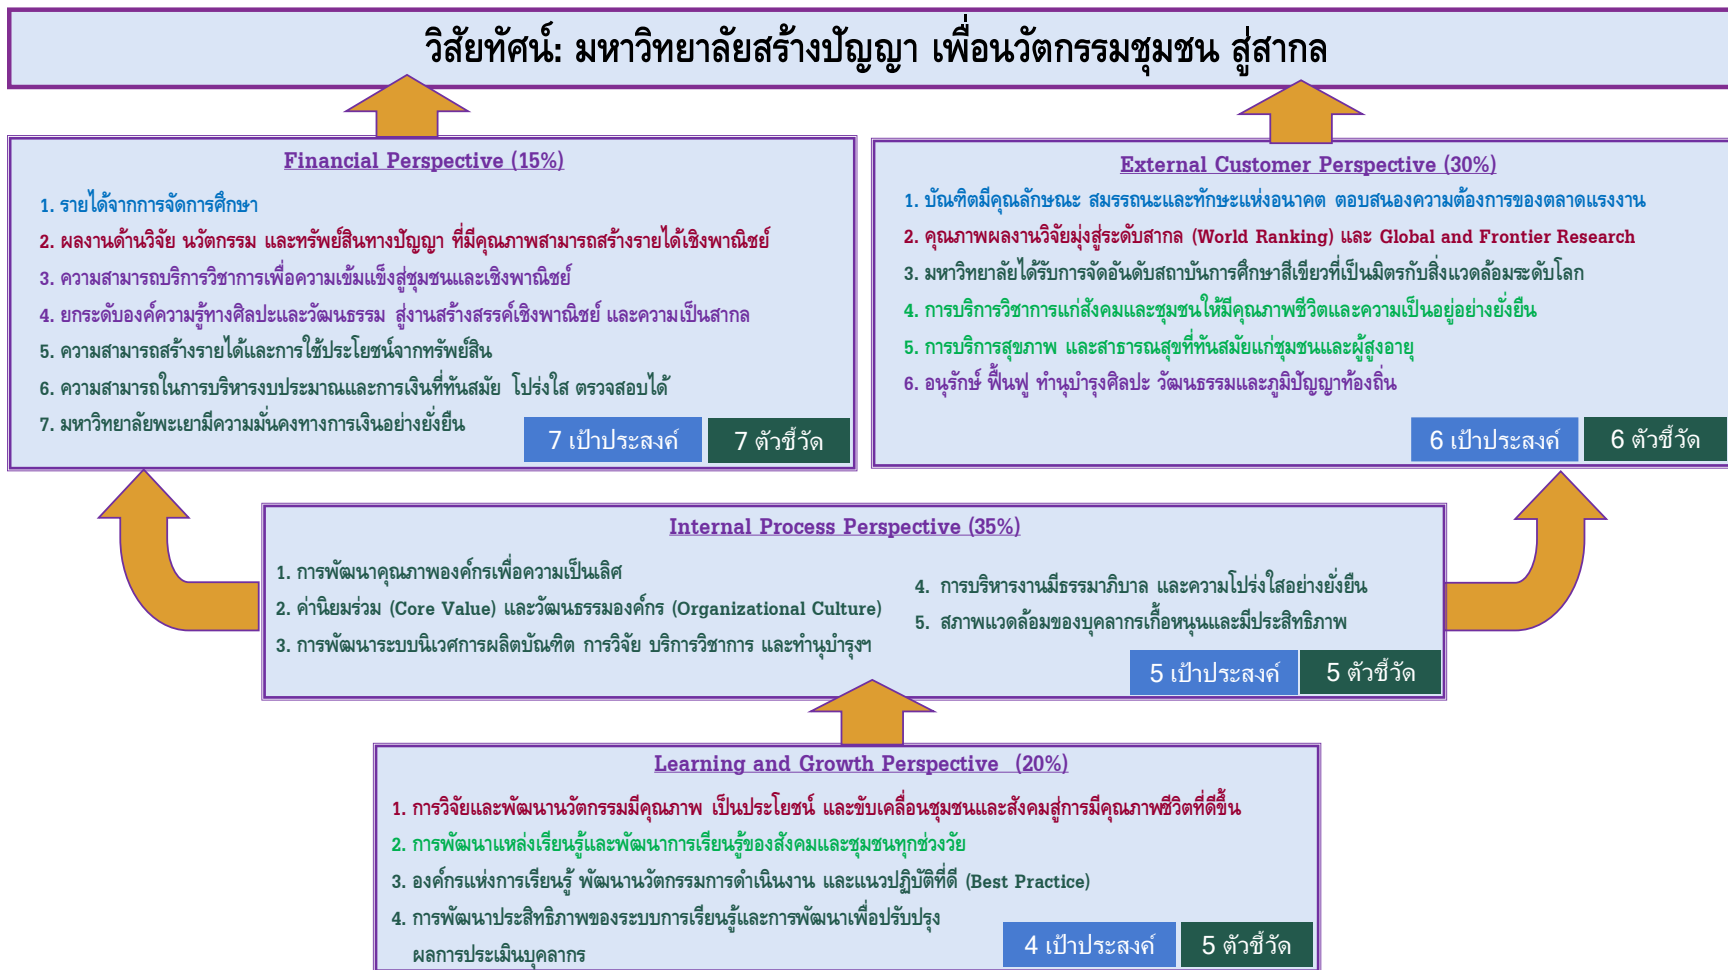 วิสัยทัศน์: มหาวิทยาลัยสร้างปัญญา เพื่อนวัตกรรมชุมชน สู่สากล
Financial Perspective (15%)
1. รายได้จากการจัดการศึกษา
2. ผลงานด้านวิจัย นวัตกรรม และทรัพย์สินทางปัญญา ที่มีคุณภาพสามารถสร้างรายได้เชิงพาณิชย์
3. ความสามารถบริการวิชาการเพื่อความเข้มแข็งสู่ชุมชนและเชิงพาณิชย์
4. ยกระดับองค์ความรู้ทางศิลปะและวัฒนธรรม สู่งานสร้างสรรค์เชิงพาณิชย์ และความเป็นสากล
5. ความสามารถสร้างรายได้และการใช้ประโยชน์จากทรัพย์สิน
6. ความสามารถในการบริหารงบประมาณและการเงินที่ทันสมัย โปร่งใส ตรวจสอบได้
7. มหาวิทยาลัยพะเยามีความมั่นคงทางการเงินอย่างยั่งยืน
7 เป้าประสงค์
7 ตัวชี้วัด
External Customer Perspective (30%)
1. บัณฑิตมีคุณลักษณะ สมรรถนะและทักษะแห่งอนาคต ตอบสนองความต้องการของตลาดแรงงาน
2. คุณภาพผลงานวิจัยมุ่งสู่ระดับสากล (World Ranking) และ Global and Frontier Research
3. มหาวิทยาลัยได้รับการจัดอันดับสถาบันการศึกษาสีเขียวที่เป็นมิตรกับสิ่งแวดล้อมระดับโลก
4. การบริการวิชาการแก่สังคมและชุมชนให้มีคุณภาพชีวิตและความเป็นอยู่อย่างยั่งยืน
5. การบริการสุขภาพ และสาธารณสุขที่ทันสมัยแก่ชุมชนและผู้สูงอายุ
6. อนุรักษ์ ฟื้นฟู ทำนุบำรุงศิลปะ วัฒนธรรมและภูมิปัญญาท้องถิ่น
6 เป้าประสงค์
6 ตัวชี้วัด
Internal Process Perspective (35%)
1. การพัฒนาคุณภาพองค์กรเพื่อความเป็นเลิศ
2. ค่านิยมร่วม (Core Value) และวัฒนธรรมองค์กร (Organizational Culture)
3. การพัฒนาระบบนิเวศการผลิตบัณฑิต การวิจัย บริการวิชาการ และทำนุบำรุงฯ
4. การบริหารงานมีธรรมาภิบาล และความโปร่งใสอย่างยั่งยืน
5. สภาพแวดล้อมของบุคลากรเกื้อหนุนและมีประสิทธิภาพ
5 เป้าประสงค์
5 ตัวชี้วัด
Learning and Growth Perspective (20%)
1. การวิจัยและพัฒนานวัตกรรมมีคุณภาพ เป็นประโยชน์ และขับเคลื่อนชุมชนและสังคมสู่การมีคุณภาพชีวิตที่ดีขึ้น
2. การพัฒนาแหล่งเรียนรู้และพัฒนาการเรียนรู้ของสังคมและชุมชนทุกช่วงวัย
3. องค์กรแห่งการเรียนรู้ พัฒนานวัตกรรมการดำเนินงาน และแนวปฏิบัติที่ดี (Best Practice)
4. การพัฒนาประสิทธิภาพของระบบการเรียนรู้และการพัฒนาเพื่อปรับปรุง
ผลการประเมินบุคลากร
4 เป้าประสงค์
5 ตัวชี้วัด